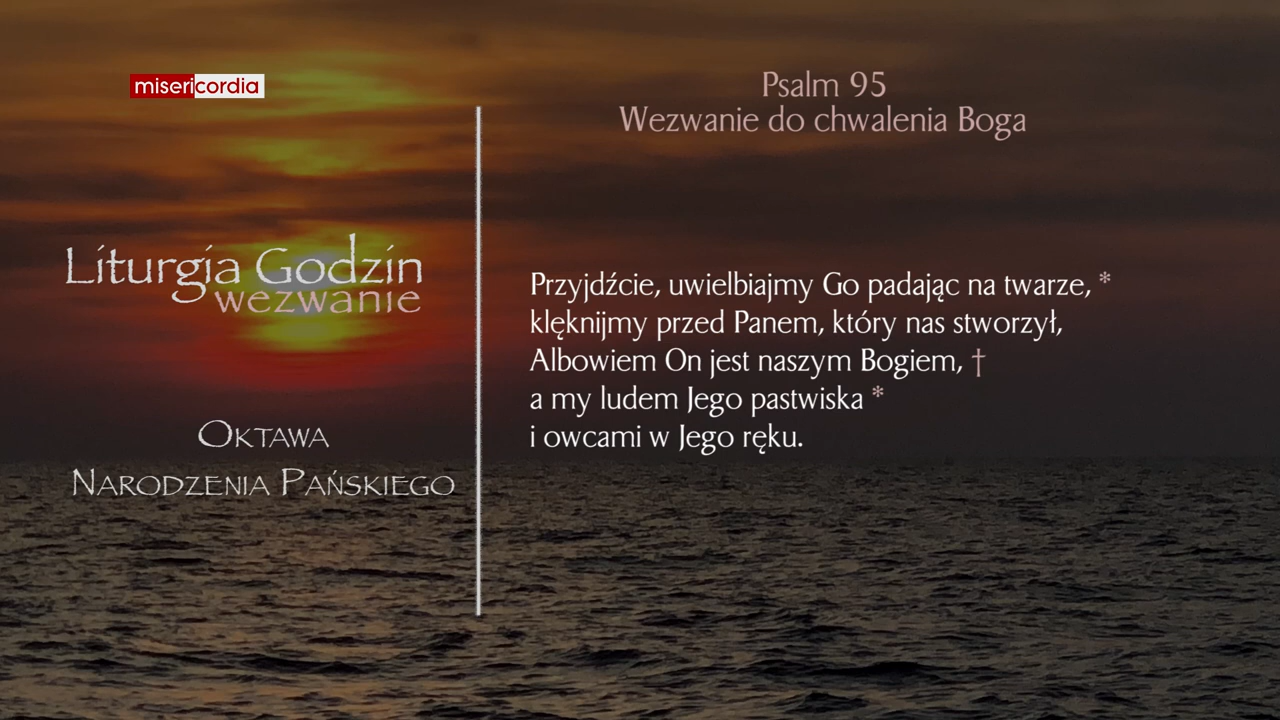 misericordia
Liturgia Godzin
wezwanie
Oktawa
Narodzenia Pańskiego
Psalm 95
Wezwanie do chwalenia Boga
Przyjdźcie, uwielbiajmy Go padając na twarze, *
klęknijmy przed Panem, który nas stworzył,
Albowiem On jest naszym Bogiem, †
a my ludem Jego pastwiska *
i owcami w Jego ręku.